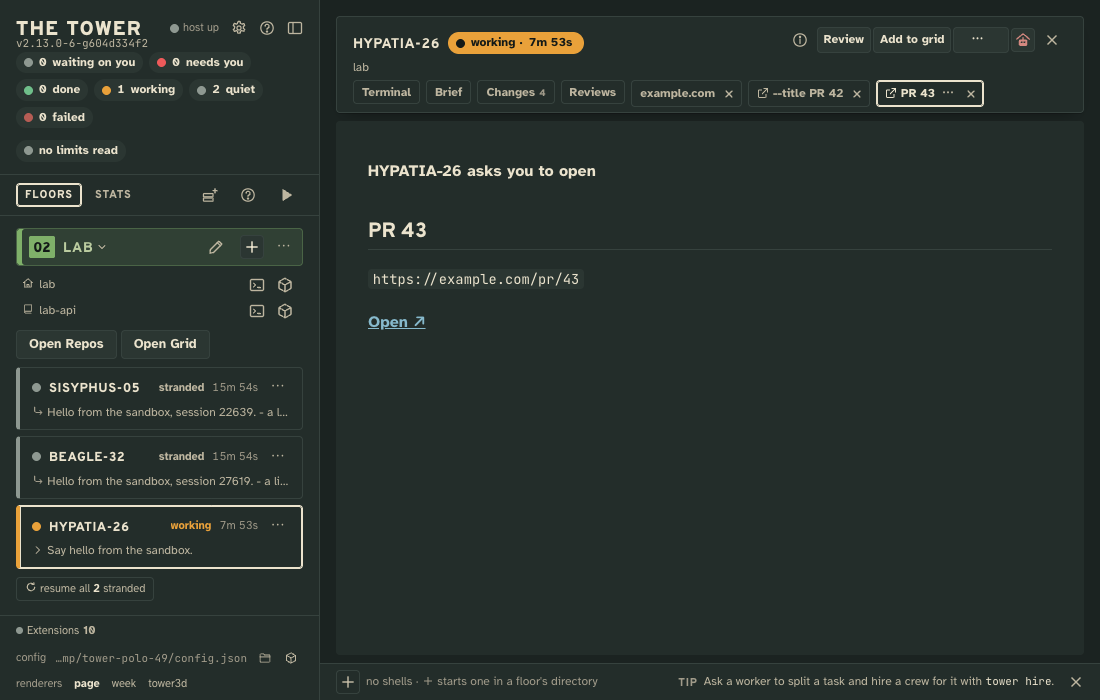 THE TOWER
host up
v2.13.0-6-g604d334f2
0 waiting on you
0 needs you
0 done
1 working
2 quiet
0 failed
no limits read
FLOORS
STATS
02 LAB
lab
lab-api
Open Repos
Open Grid
SISYPHUS-05 stranded 15m 54s ···
Hello from the sandbox, session 22639. - a l...
BEAGLE-32 stranded 15m 54s ···
Hello from the sandbox, session 27619. - a li...
HYPATIA-26 working 7m 53s ···
Say hello from the sandbox.
resume all 2 stranded
Extensions 10
config …mp/tower-polo-49/config.json
renderers page week tower3d
HYPATIA-26 working · 7m 53s
Review Add to grid ···
lab
Terminal Brief Changes 4 Reviews example.com × --title PR 42 × PR 43 ··· ×
HYPATIA-26 asks you to open
PR 43
https://example.com/pr/43
Open ↗
+ no shells · + starts one in a floor's directory
TIP Ask a worker to split a task and hire a crew for it with tower hire.